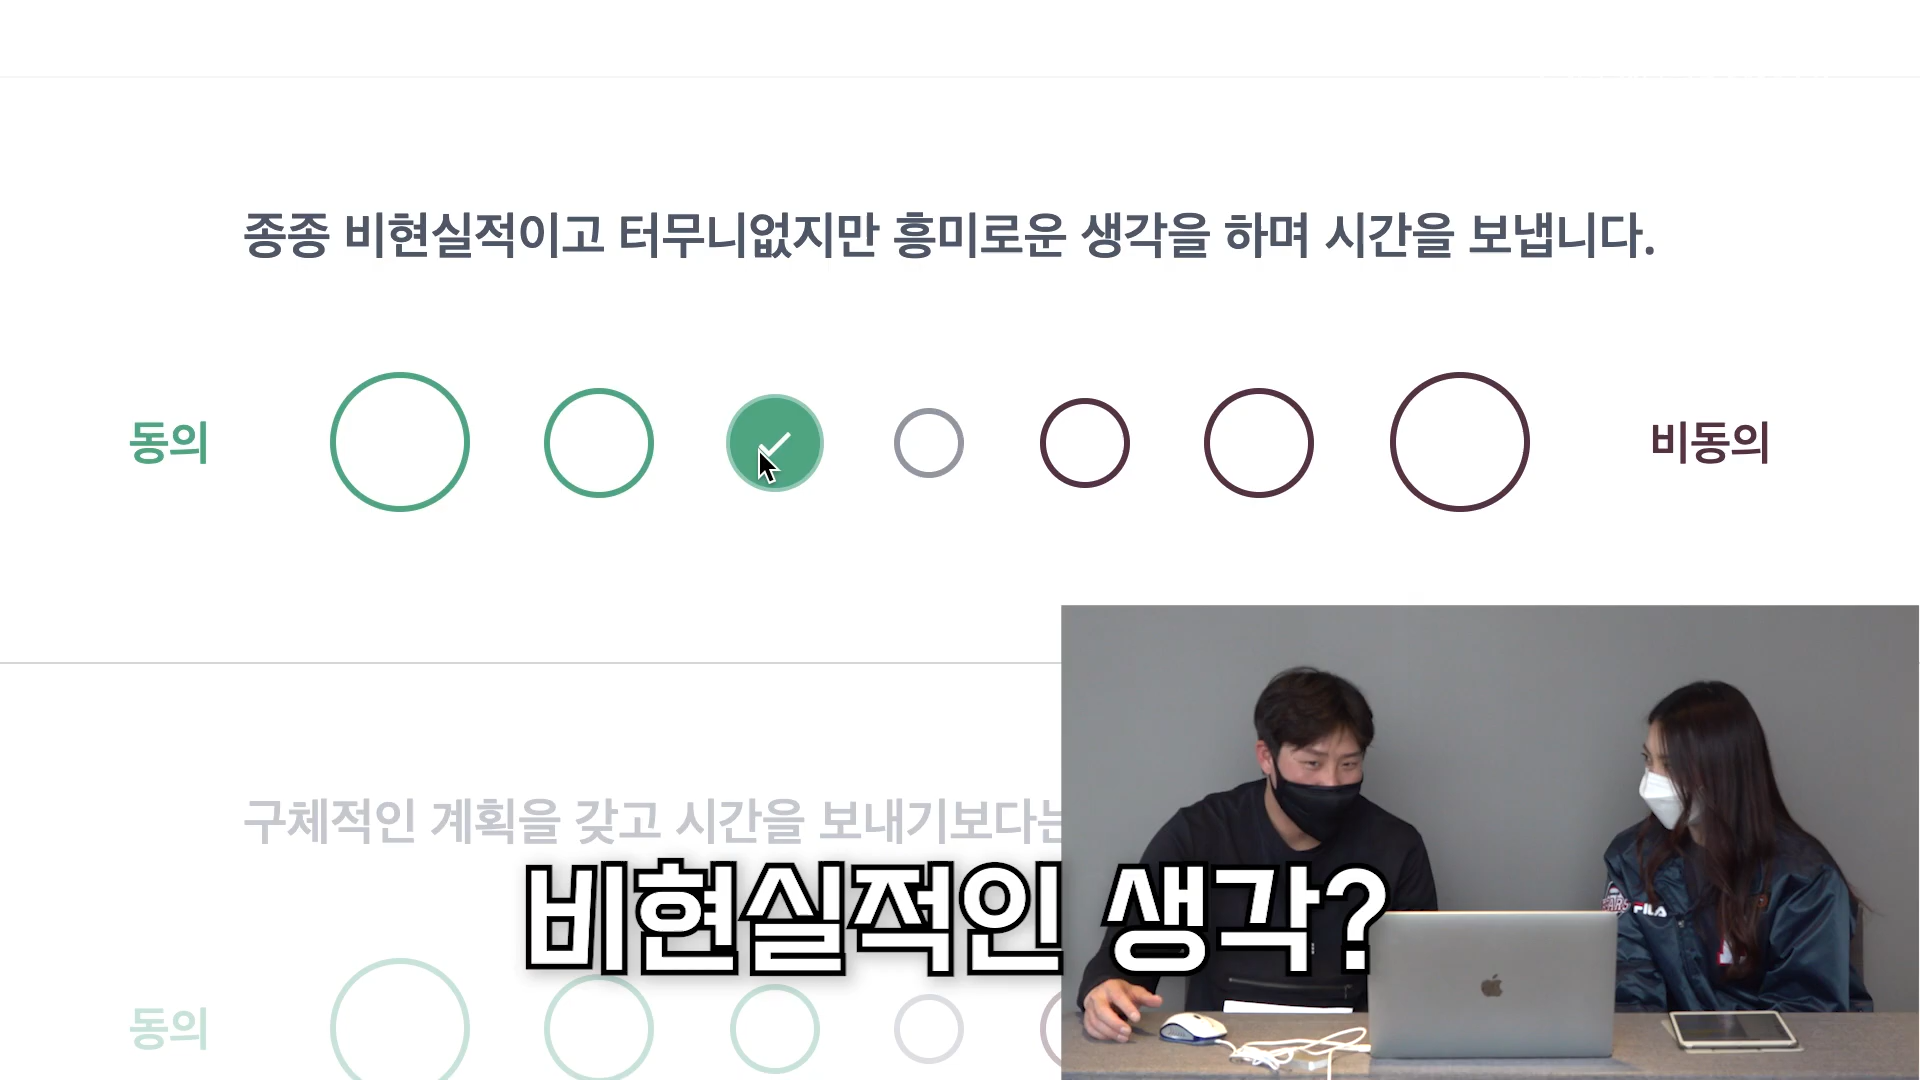 종종 비현실적이고 터무니없지만 흥미로운 생각을 하며 시간을 보냅니다.
동의
비동의
구체적인 계획을 갖고 시간을 보내기보다는
비현실적인 생각?
동의
FILA